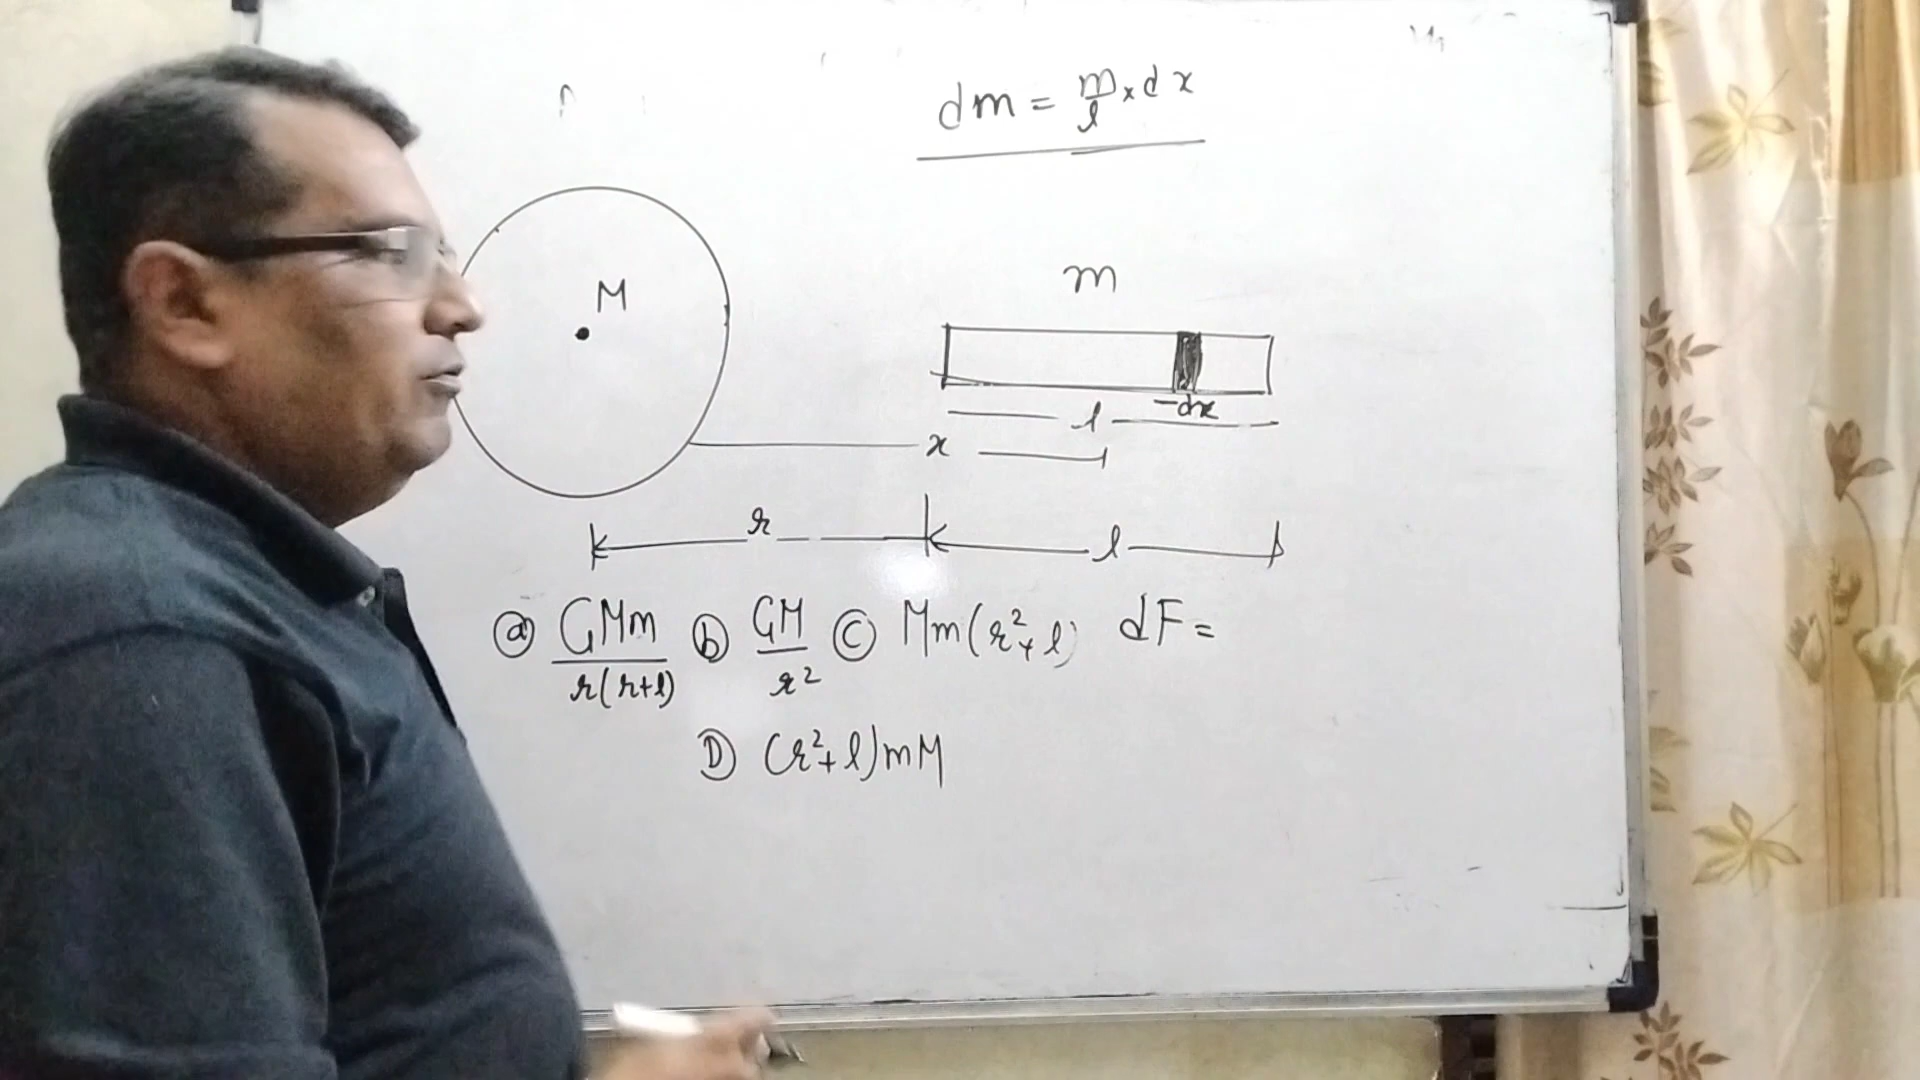 dm = m/l × dx
M
m
-dx
l
x
r
l
ⓐ GMm/r(r+l) ⓑ GM/r² ⓒ Mm(r²+l) dF =
Ⓓ (r²+l)mM